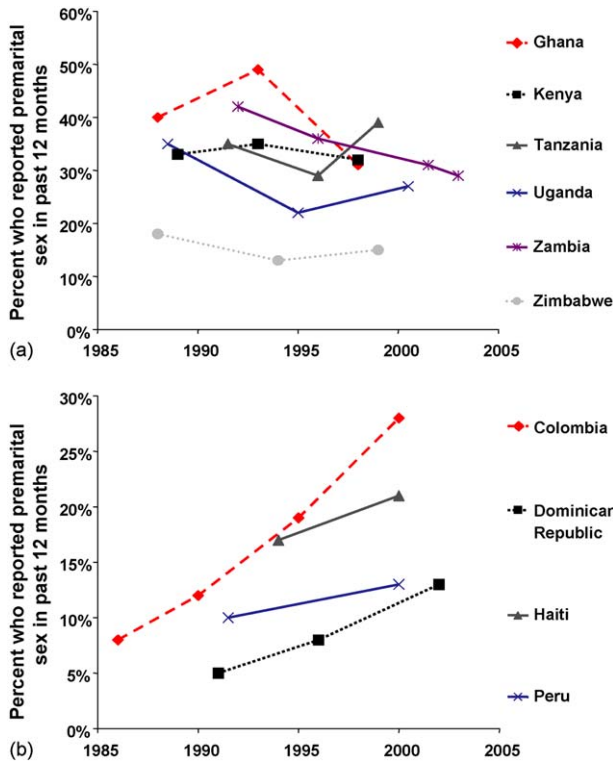 60%
50%
40%
30%
20%
10%
0%
Percent who reported premarital
sex in past 12 months
1985 1990 1995 2000 2005
Ghana
Kenya
Tanzania
Uganda
Zambia
Zimbabwe
(a)
30%
25%
20%
15%
10%
5%
0%
Percent who reported premarital
sex in past 12 months
1985 1990 1995 2000 2005
Colombia
Dominican
Republic
Haiti
Peru
(b)